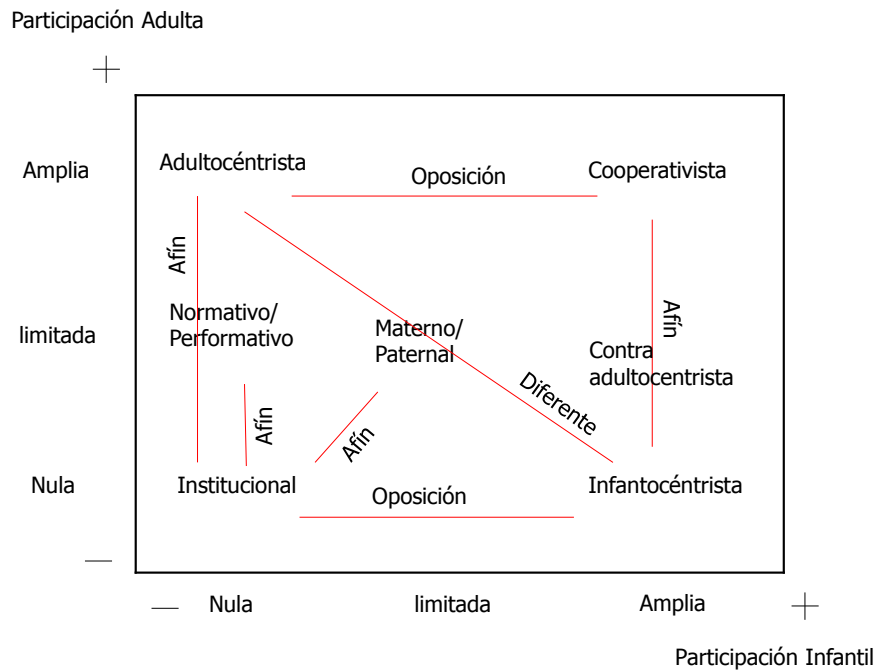 Participación Adulta
+
Amplia
Adultocéntrista
Oposición
Cooperativista
Afín
Normativo/
Performativo
limitada
Materno/
Paternal
Afín
Contra
adultocentrista
Diferente
Afín
Afín
Nula
Institucional
Oposición
Infantocéntrista
—
— Nula limitada Amplia +
Participación Infantil